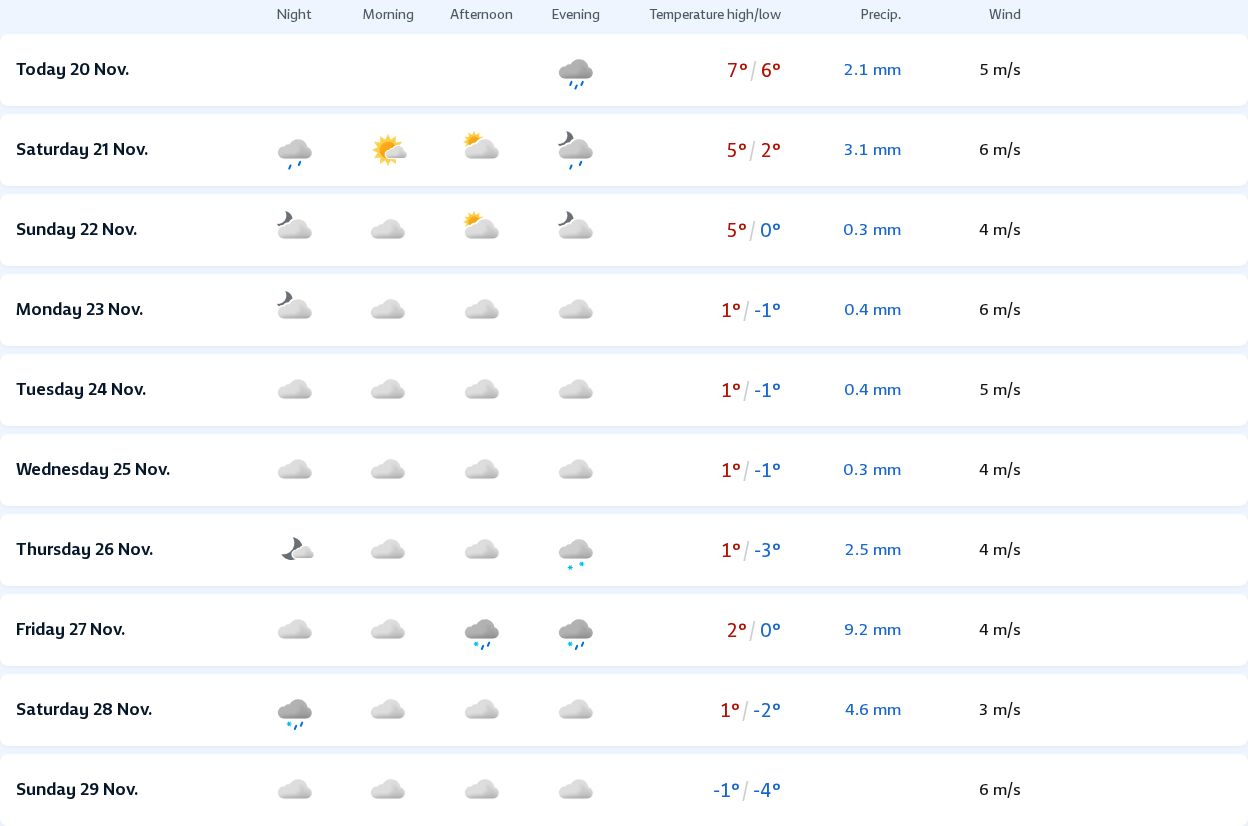 Night Morning Afternoon Evening Temperature high/low Precip. Wind
Today 20 Nov. 7°/6° 2.1 mm 5 m/s
Saturday 21 Nov. 5°/2° 3.1 mm 6 m/s
Sunday 22 Nov. 5°/0° 0.3 mm 4 m/s
Monday 23 Nov. 1°/-1° 0.4 mm 6 m/s
Tuesday 24 Nov. 1°/-1° 0.4 mm 5 m/s
Wednesday 25 Nov. 1°/-1° 0.3 mm 4 m/s
Thursday 26 Nov. 1°/-3° 2.5 mm 4 m/s
Friday 27 Nov. 2°/0° 9.2 mm 4 m/s
Saturday 28 Nov. 1°/-2° 4.6 mm 3 m/s
Sunday 29 Nov. -1°/-4° 6 m/s